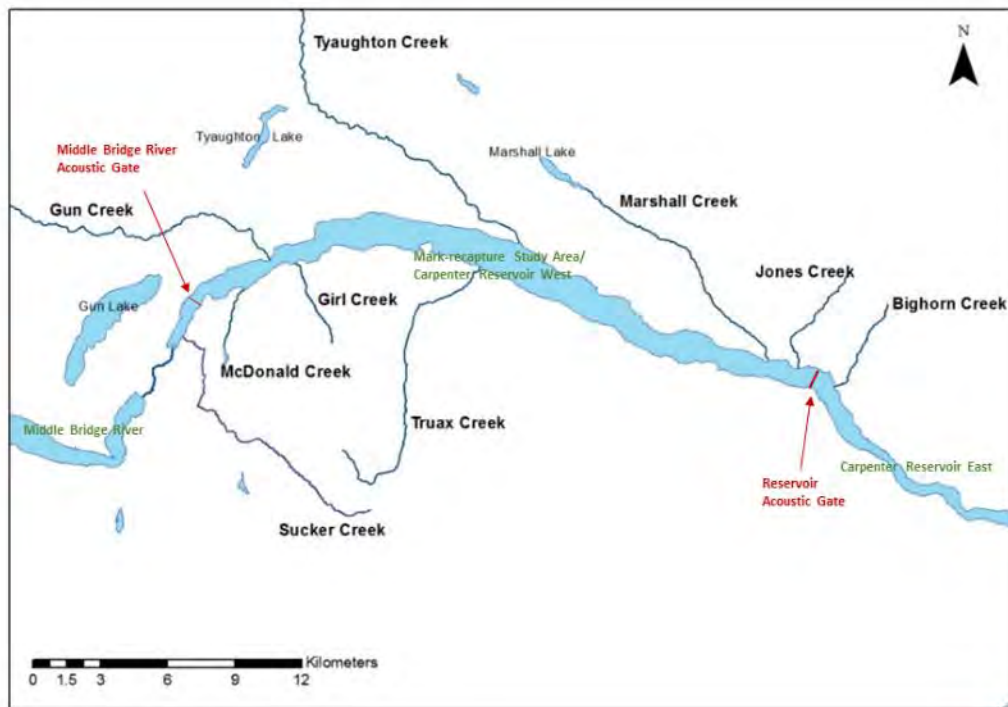 Tyaughton Creek
N
Tyaughton Lake
Middle Bridge River
Acoustic Gate
Marshall Lake
Marshall Creek
Gun Creek
Mark-recapture Study Area/
Carpenter Reservoir West
Jones Creek
Girl Creek
Bighorn Creek
Gun Lake
McDonald Creek
Truax Creek
Middle Bridge River
Carpenter Reservoir East
Reservoir
Acoustic Gate
Sucker Creek
Kilometers
0 1.5 3 6 9 12